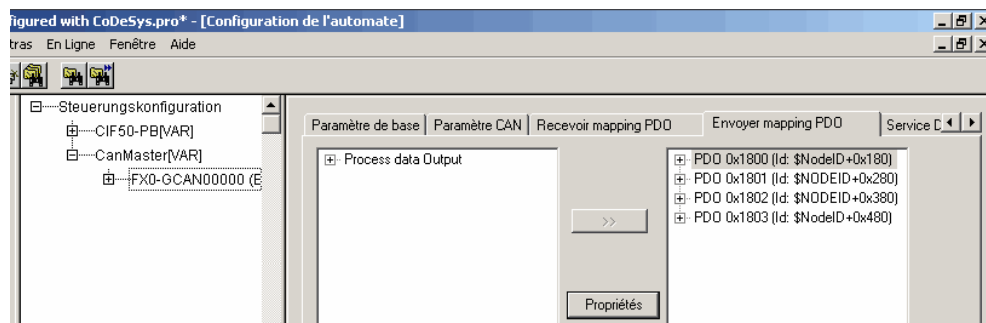 figured with CoDeSys.pro* - [Configuration de l'automate]
tras En Ligne Fenêtre Aide
Steuerungskonfiguration
CIF50-PB[VAR]
CanMaster[VAR]
FX0-GCAN00000 (E
Paramètre de base Paramètre CAN Recevoir mapping PDO Envoyer mapping PDO Service D
Process data Output
>>
Propriétés
PDO 0x1800 (Id: $NodeID+0x180)
PDO 0x1801 (Id: $NODEID+0x280)
PDO 0x1802 (Id: $NodeID+0x380)
PDO 0x1803 (Id: $NodeID+0x480)